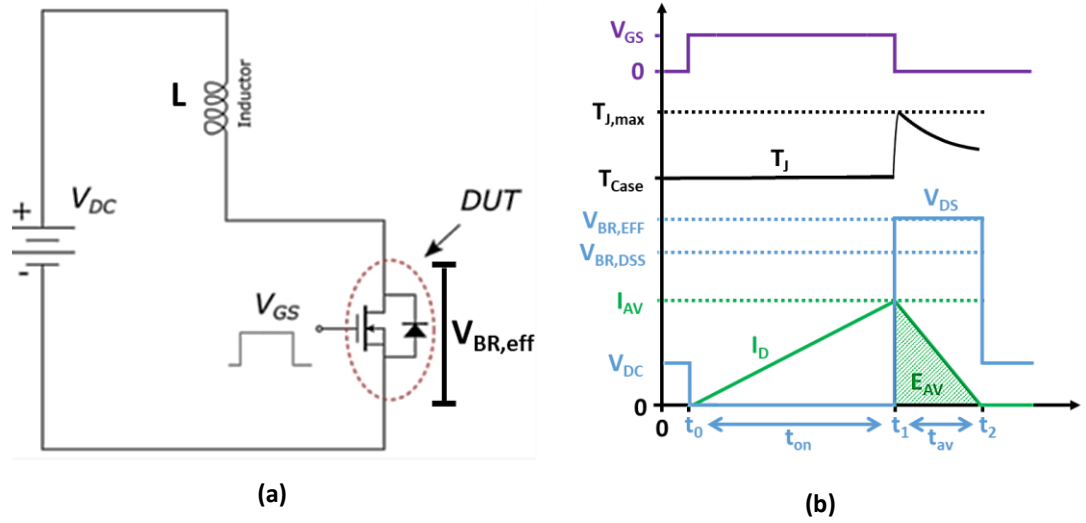 L
Inductor
V_DC
+
-
DUT
V_GS
V_BR,eff
(a)
V_GS
0
T_J,max
T_J
T_Case
V_DS
V_BR,EFF
V_BR,DSS
I_AV
I_D
V_DC
E_AV
0
0
t_0
t_on
t_1
t_av
t_2
(b)